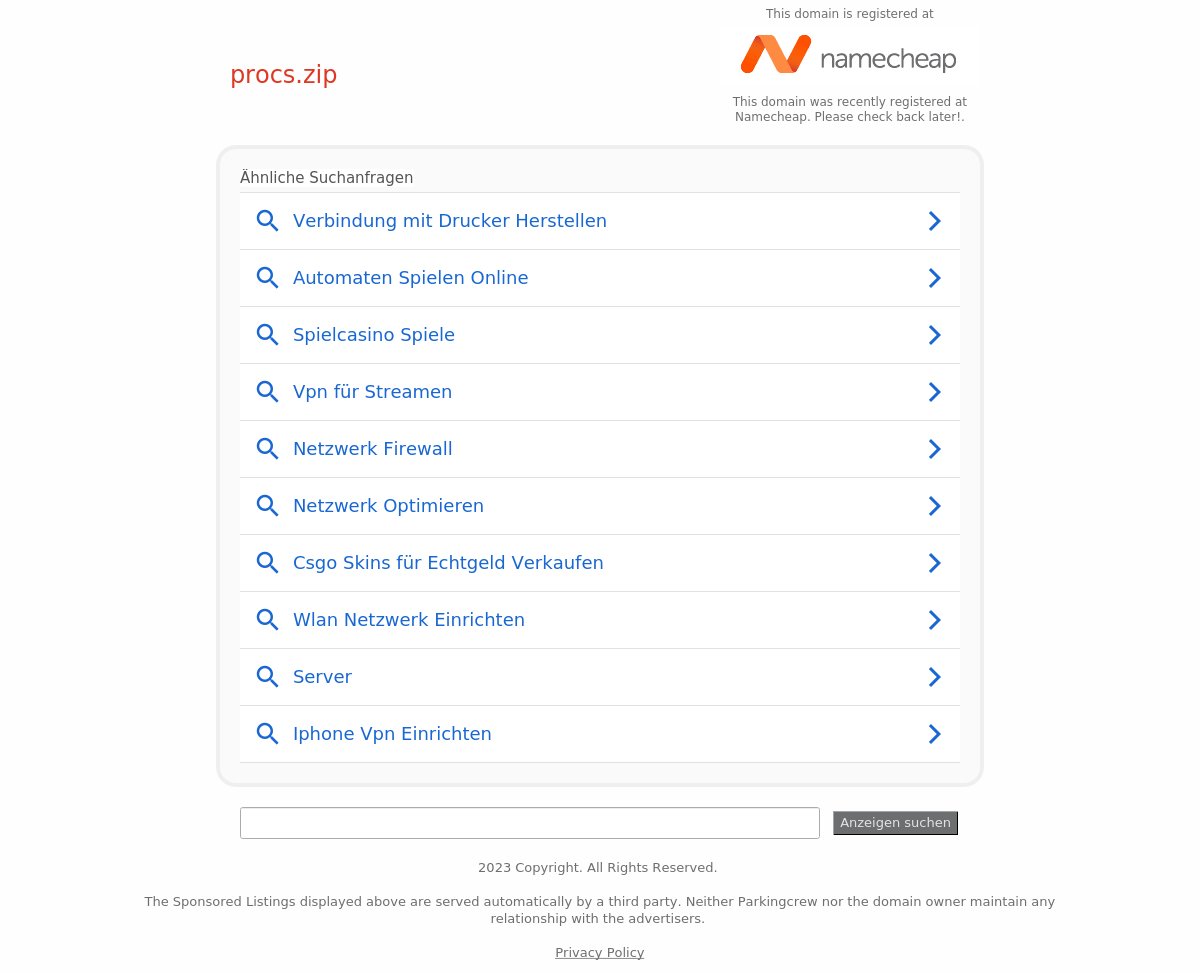 This domain is registered at
namecheap
procs.zip
This domain was recently registered at
Namecheap. Please check back later!.
Ähnliche Suchanfragen
Verbindung mit Drucker Herstellen
Automaten Spielen Online
Spielcasino Spiele
Vpn für Streamen
Netzwerk Firewall
Netzwerk Optimieren
Csgo Skins für Echtgeld Verkaufen
Wlan Netzwerk Einrichten
Server
Iphone Vpn Einrichten
Anzeigen suchen
2023 Copyright. All Rights Reserved.
The Sponsored Listings displayed above are served automatically by a third party. Neither Parkingcrew nor the domain owner maintain any
relationship with the advertisers.
Privacy Policy